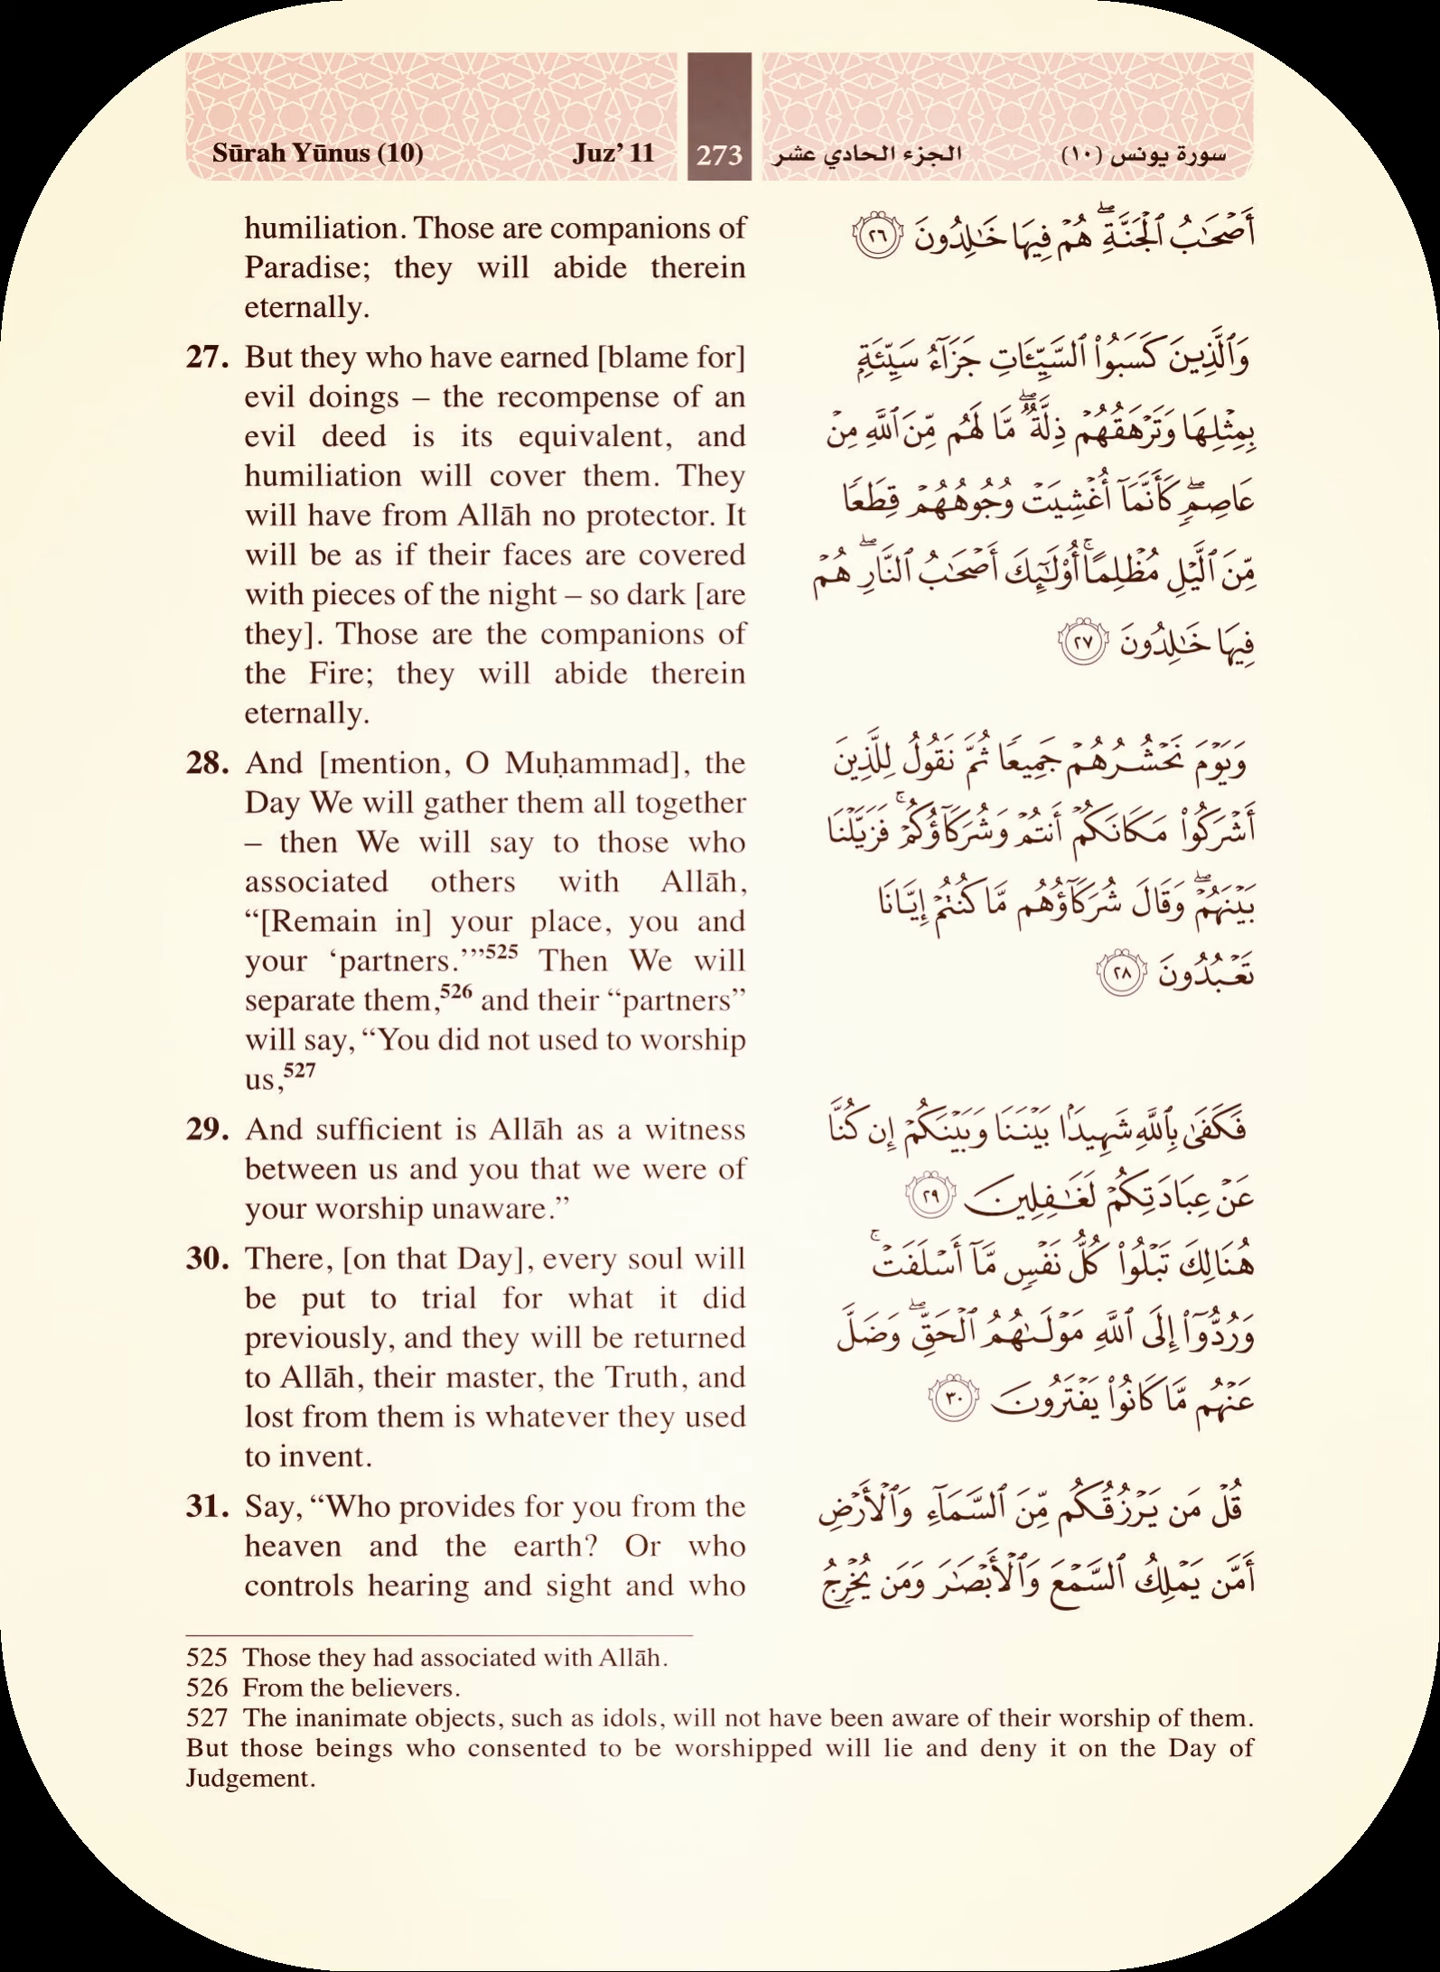 Sūrah Yūnus (10) Juz’ 11 273 الجزء الحادي عشر سورة يونس (١٠)
humiliation. Those are companions of
Paradise; they will abide therein
eternally.
27. But they who have earned [blame for]
evil doings – the recompense of an
evil deed is its equivalent, and
humiliation will cover them. They
will have from Allāh no protector. It
will be as if their faces are covered
with pieces of the night – so dark [are
they]. Those are the companions of
the Fire; they will abide therein
eternally.
28. And [mention, O Muḥammad], the
Day We will gather them all together
– then We will say to those who
associated others with Allāh,
“[Remain in] your place, you and
your ‘partners.’”525 Then We will
separate them,526 and their “partners”
will say, “You did not used to worship
us,527
29. And sufficient is Allāh as a witness
between us and you that we were of
your worship unaware.”
30. There, [on that Day], every soul will
be put to trial for what it did
previously, and they will be returned
to Allāh, their master, the Truth, and
lost from them is whatever they used
to invent.
31. Say, “Who provides for you from the
heaven and the earth? Or who
controls hearing and sight and who
أَصْحَٰبُ ٱلْجَنَّةِ ۖ هُمْ فِيهَا خَٰلِدُونَ ٢٦
وَٱلَّذِينَ كَسَبُوا۟ ٱلسَّيِّـَٔاتِ جَزَآءُ سَيِّئَةٍۭ
بِمِثْلِهَا وَتَرْهَقُهُمْ ذِلَّةٌ ۖ مَّا لَهُم مِّنَ ٱللَّهِ مِنْ
عَاصِمٍ ۖ كَأَنَّمَآ أُغْشِيَتْ وُجُوهُهُمْ قِطَعًا
مِّنَ ٱلَّيْلِ مُظْلِمًا ۚ أُو۟لَٰٓئِكَ أَصْحَٰبُ ٱلنَّارِ ۖ هُمْ
فِيهَا خَٰلِدُونَ ٢٧
وَيَوْمَ نَحْشُرُهُمْ جَمِيعًا ثُمَّ نَقُولُ لِلَّذِينَ
أَشْرَكُوا۟ مَكَانَكُمْ أَنتُمْ وَشُرَكَآؤُكُمْ ۚ فَزَيَّلْنَا
بَيْنَهُمْ ۖ وَقَالَ شُرَكَآؤُهُم مَّا كُنتُمْ إِيَّانَا
تَعْبُدُونَ ٢٨
فَكَفَىٰ بِٱللَّهِ شَهِيدًۢا بَيْنَنَا وَبَيْنَكُمْ إِن كُنَّا
عَنْ عِبَادَتِكُمْ لَغَٰفِلِينَ ٢٩
هُنَالِكَ تَبْلُوا۟ كُلُّ نَفْسٍ مَّآ أَسْلَفَتْ ۚ
وَرُدُّوٓا۟ إِلَى ٱللَّهِ مَوْلَىٰهُمُ ٱلْحَقِّ ۖ وَضَلَّ
عَنْهُم مَّا كَانُوا۟ يَفْتَرُونَ ٣٠
قُلْ مَن يَرْزُقُكُم مِّنَ ٱلسَّمَآءِ وَٱلْأَرْضِ
أَمَّن يَمْلِكُ ٱلسَّمْعَ وَٱلْأَبْصَٰرَ وَمَن يُخْرِجُ
525 Those they had associated with Allāh.
526 From the believers.
527 The inanimate objects, such as idols, will not have been aware of their worship of them.
But those beings who consented to be worshipped will lie and deny it on the Day of
Judgement.